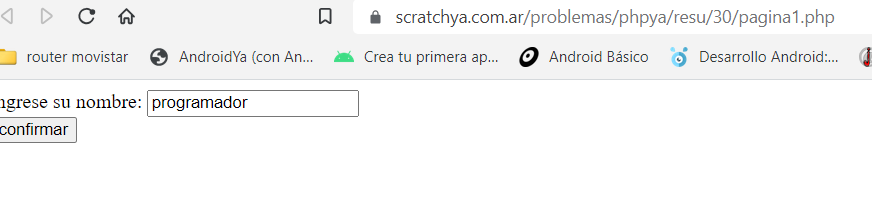 scratchya.com.ar/problemas/phpya/resu/30/pagina1.php
router movistar AndroidYa (con An... Crea tu primera ap... Android Básico Desarrollo Android:...
ngrese su nombre: programador
confirmar